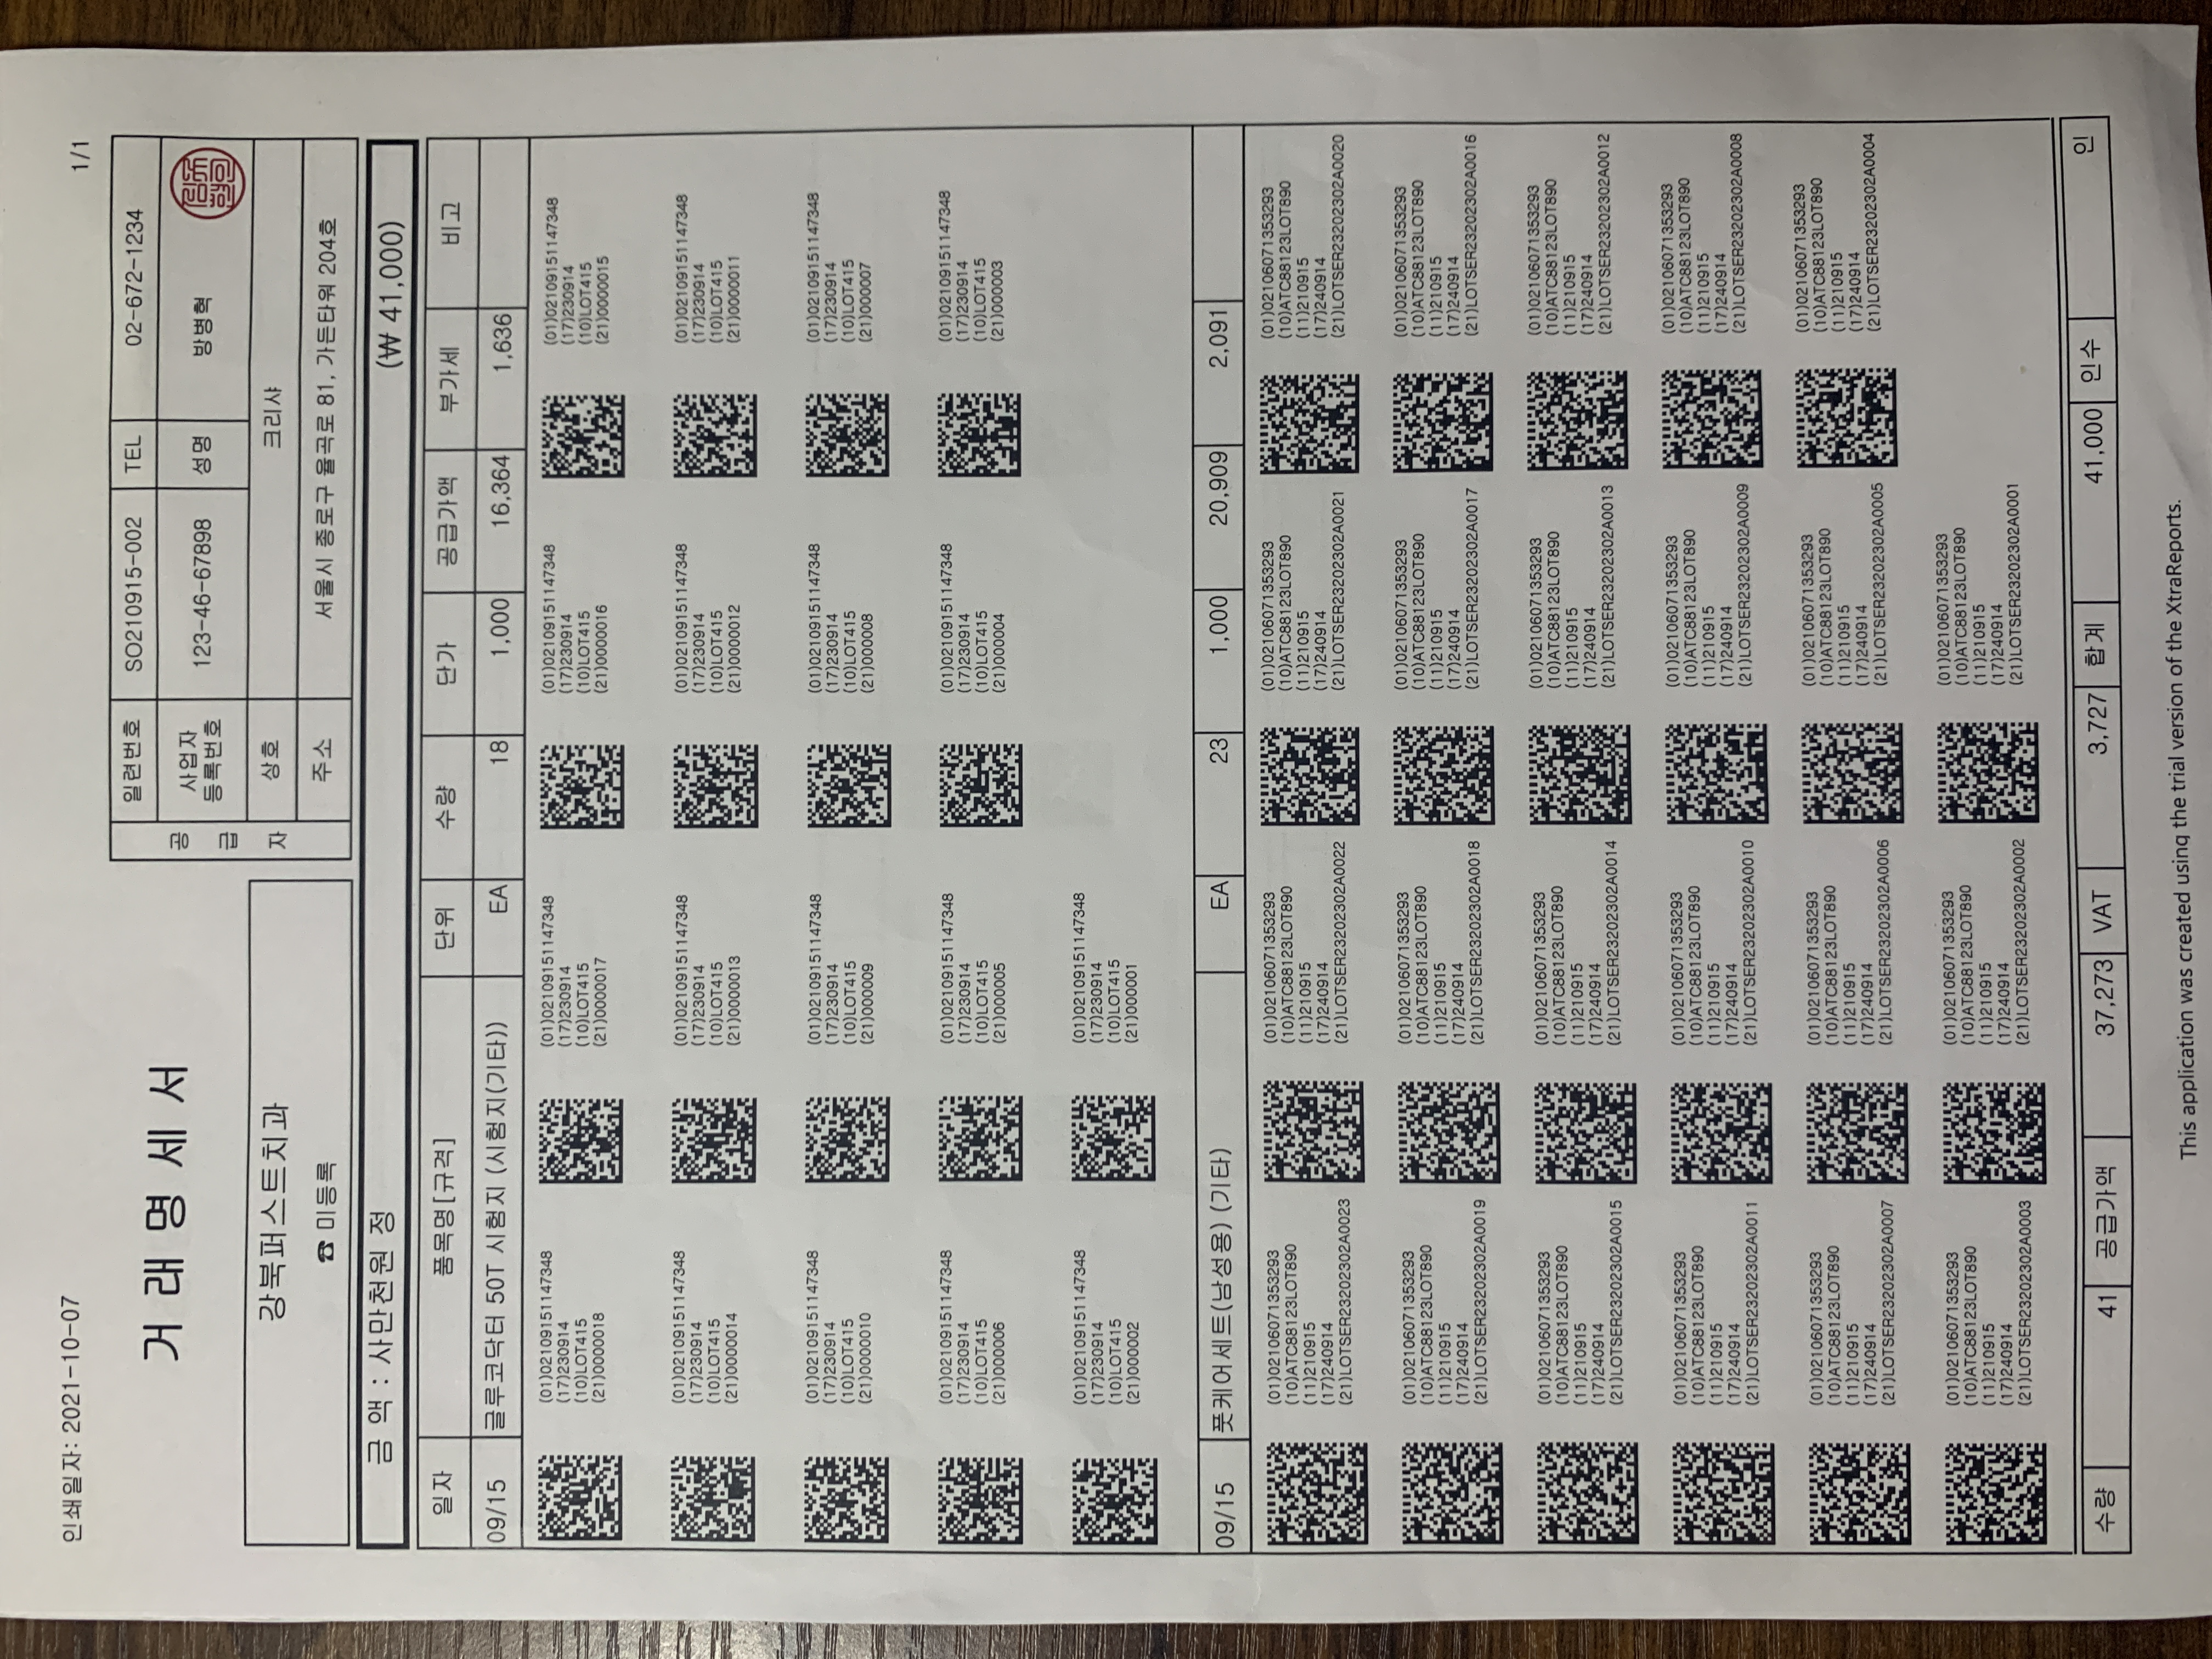 인쇄일자: 2021-10-07
1/1
거래명세서
강북퍼스트치과
☎ 미등록
공급자
일련번호 SO210915-002 TEL 02-672-1234
사업자 등록번호 123-46-67898 성명 방병혁
상호 크리샤
주소 서울시 종로구 율곡로 81, 가든타워 204호
금 액 : 사만천원 정 (₩ 41,000)
일자 품목명[규격] 단위 수량 단가 공급가액 부가세 비고
09/15 글루코닥터 50T 시험지 (시험지(기타)) EA 18 1,000 16,364 1,636
(01)02109151147348 (01)02109151147348 (01)02109151147348 (01)02109151147348
(17)230914 (17)230914 (17)230914 (17)230914
(10)LOT415 (10)LOT415 (10)LOT415 (10)LOT415
(21)0000018 (21)0000017 (21)0000016 (21)0000015
(01)02109151147348 (01)02109151147348 (01)02109151147348 (01)02109151147348
(17)230914 (17)230914 (17)230914 (17)230914
(10)LOT415 (10)LOT415 (10)LOT415 (10)LOT415
(21)0000014 (21)0000013 (21)0000012 (21)0000011
(01)02109151147348 (01)02109151147348 (01)02109151147348 (01)02109151147348
(17)230914 (17)230914 (17)230914 (17)230914
(10)LOT415 (10)LOT415 (10)LOT415 (10)LOT415
(21)0000010 (21)000009 (21)000008 (21)000007
(01)02109151147348 (01)02109151147348 (01)02109151147348 (01)02109151147348
(17)230914 (17)230914 (17)230914 (17)230914
(10)LOT415 (10)LOT415 (10)LOT415 (10)LOT415
(21)000006 (21)000005 (21)000004 (21)000003
(01)02109151147348 (01)02109151147348
(17)230914 (17)230914
(10)LOT415 (10)LOT415
(21)000002 (21)000001
09/15 풋케어세트(남성용) (기타) EA 23 1,000 20,909 2,091
(01)02106071353293 (01)02106071353293 (01)02106071353293 (01)02106071353293
(10)ATC88123LOT890 (10)ATC88123LOT890 (10)ATC88123LOT890 (10)ATC88123LOT890
(11)210915 (11)210915 (11)210915 (11)210915
(17)240914 (17)240914 (17)240914 (17)240914
(21)LOTSER23202302A0023 (21)LOTSER23202302A0022 (21)LOTSER23202302A0021 (21)LOTSER23202302A0020
(01)02106071353293 (01)02106071353293 (01)02106071353293 (01)02106071353293
(10)ATC88123LOT890 (10)ATC88123LOT890 (10)ATC88123LOT890 (10)ATC88123LOT890
(11)210915 (11)210915 (11)210915 (11)210915
(17)240914 (17)240914 (17)240914 (17)240914
(21)LOTSER23202302A0019 (21)LOTSER23202302A0018 (21)LOTSER23202302A0017 (21)LOTSER23202302A0016
(01)02106071353293 (01)02106071353293 (01)02106071353293 (01)02106071353293
(10)ATC88123LOT890 (10)ATC88123LOT890 (10)ATC88123LOT890 (10)ATC88123LOT890
(11)210915 (11)210915 (11)210915 (11)210915
(17)240914 (17)240914 (17)240914 (17)240914
(21)LOTSER23202302A0015 (21)LOTSER23202302A0014 (21)LOTSER23202302A0013 (21)LOTSER23202302A0012
(01)02106071353293 (01)02106071353293 (01)02106071353293 (01)02106071353293
(10)ATC88123LOT890 (10)ATC88123LOT890 (10)ATC88123LOT890 (10)ATC88123LOT890
(11)210915 (11)210915 (11)210915 (11)210915
(17)240914 (17)240914 (17)240914 (17)240914
(21)LOTSER23202302A0011 (21)LOTSER23202302A0010 (21)LOTSER23202302A0009 (21)LOTSER23202302A0008
(01)02106071353293 (01)02106071353293 (01)02106071353293 (01)02106071353293
(10)ATC88123LOT890 (10)ATC88123LOT890 (10)ATC88123LOT890 (10)ATC88123LOT890
(11)210915 (11)210915 (11)210915 (11)210915
(17)240914 (17)240914 (17)240914 (17)240914
(21)LOTSER23202302A0007 (21)LOTSER23202302A0006 (21)LOTSER23202302A0005 (21)LOTSER23202302A0004
(01)02106071353293 (01)02106071353293 (01)02106071353293
(10)ATC88123LOT890 (10)ATC88123LOT890 (10)ATC88123LOT890
(11)210915 (11)210915 (11)210915
(17)240914 (17)240914 (17)240914
(21)LOTSER23202302A0003 (21)LOTSER23202302A0002 (21)LOTSER23202302A0001
수량 41 공급가액 37,273 VAT 3,727 합계 41,000 인수 인
This application was created using the trial version of the XtraReports.